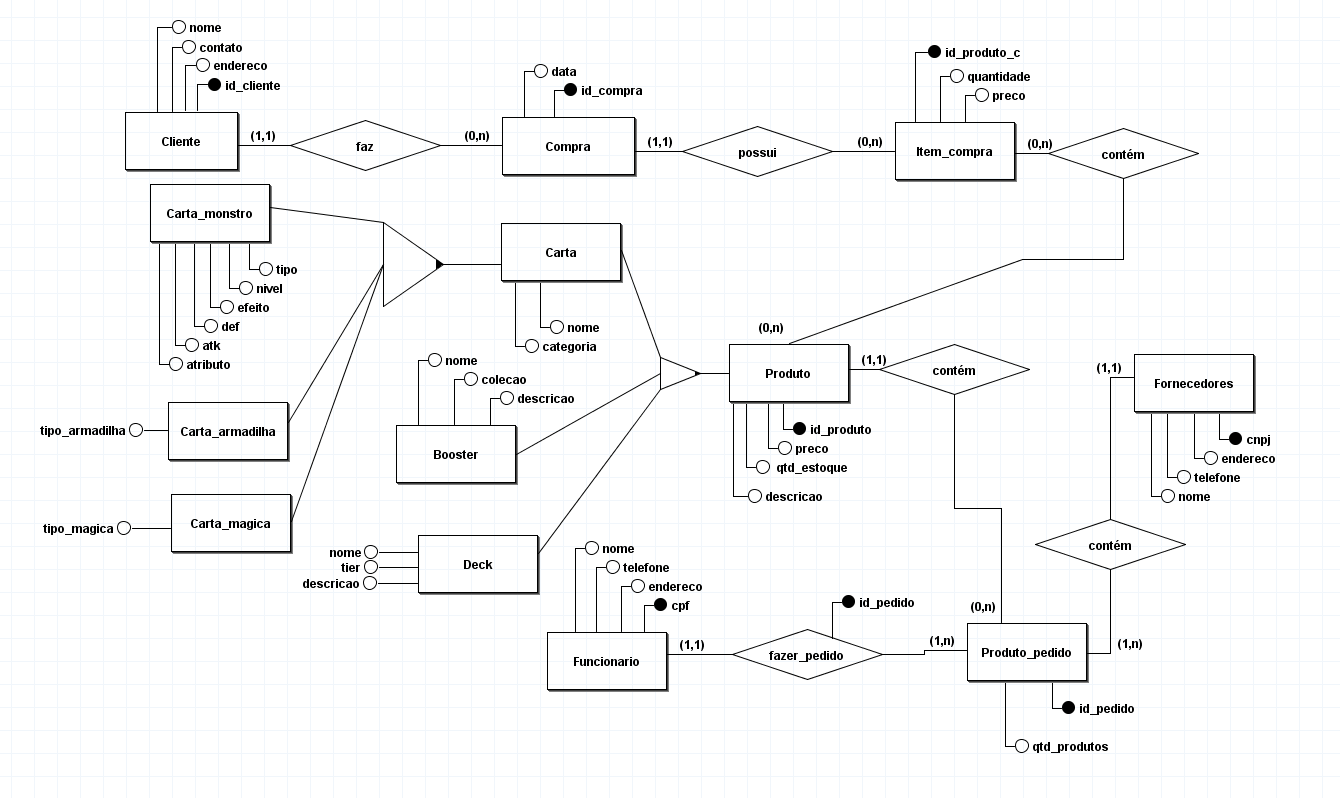 nome
contato
endereco
id_cliente
Cliente
(1,1)
faz
(0,n)
data
id_compra
Compra
(1,1)
possui
(0,n)
id_produto_c
quantidade
preco
Item_compra
(0,n)
contém
Carta_monstro
tipo
nivel
efeito
def
atk
atributo
Carta
nome
categoria
tipo_armadilha
Carta_armadilha
tipo_magica
Carta_magica
nome
colecao
descricao
Booster
nome
tier
descricao
Deck
(0,n)
Produto
(1,1)
contém
id_produto
preco
qtd_estoque
descricao
(1,1)
Fornecedores
cnpj
endereco
telefone
nome
contém
nome
telefone
endereco
cpf
Funcionario
(1,1)
fazer_pedido
id_pedido
(1,n)
(0,n)
Produto_pedido
(1,n)
id_pedido
qtd_produtos